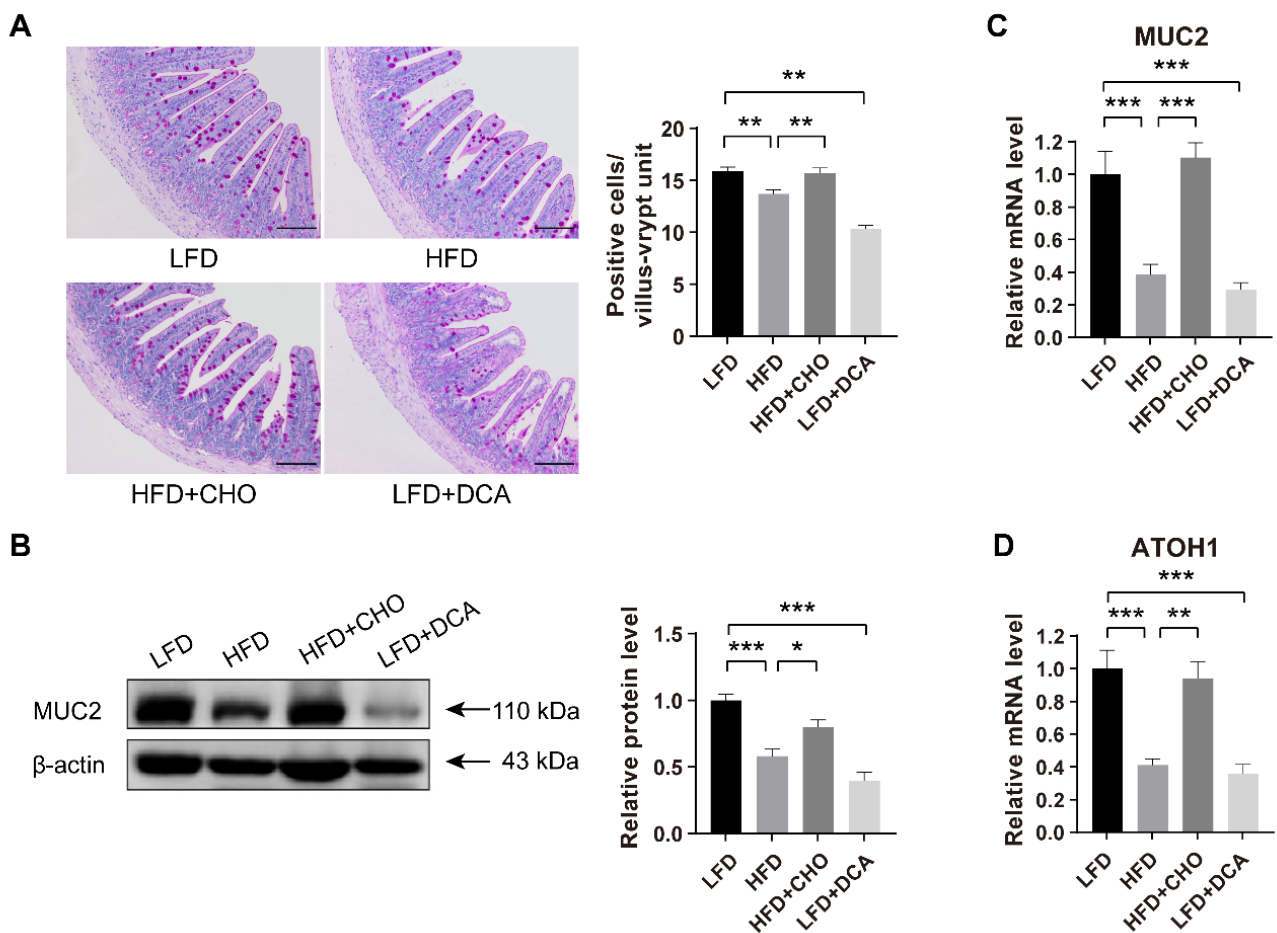 A
LFD
HFD
HFD+CHO
LFD+DCA
Positive cells/
villus-vrypt unit
20
15
10
5
0
**
** **
LFD
HFD
HFD+CHO
LFD+DCA
C
MUC2
Relative mRNA level
1.2
1.0
0.8
0.6
0.4
0.2
0.0
***
*** ***
LFD
HFD
HFD+CHO
LFD+DCA
B
LFD
HFD
HFD+CHO
LFD+DCA
MUC2
110 kDa
β-actin
43 kDa
Relative protein level
1.5
1.0
0.5
0.0
***
*** *
LFD
HFD
HFD+CHO
LFD+DCA
D
ATOH1
Relative mRNA level
1.2
1.0
0.8
0.6
0.4
0.2
0.0
***
*** **
LFD
HFD
HFD+CHO
LFD+DCA